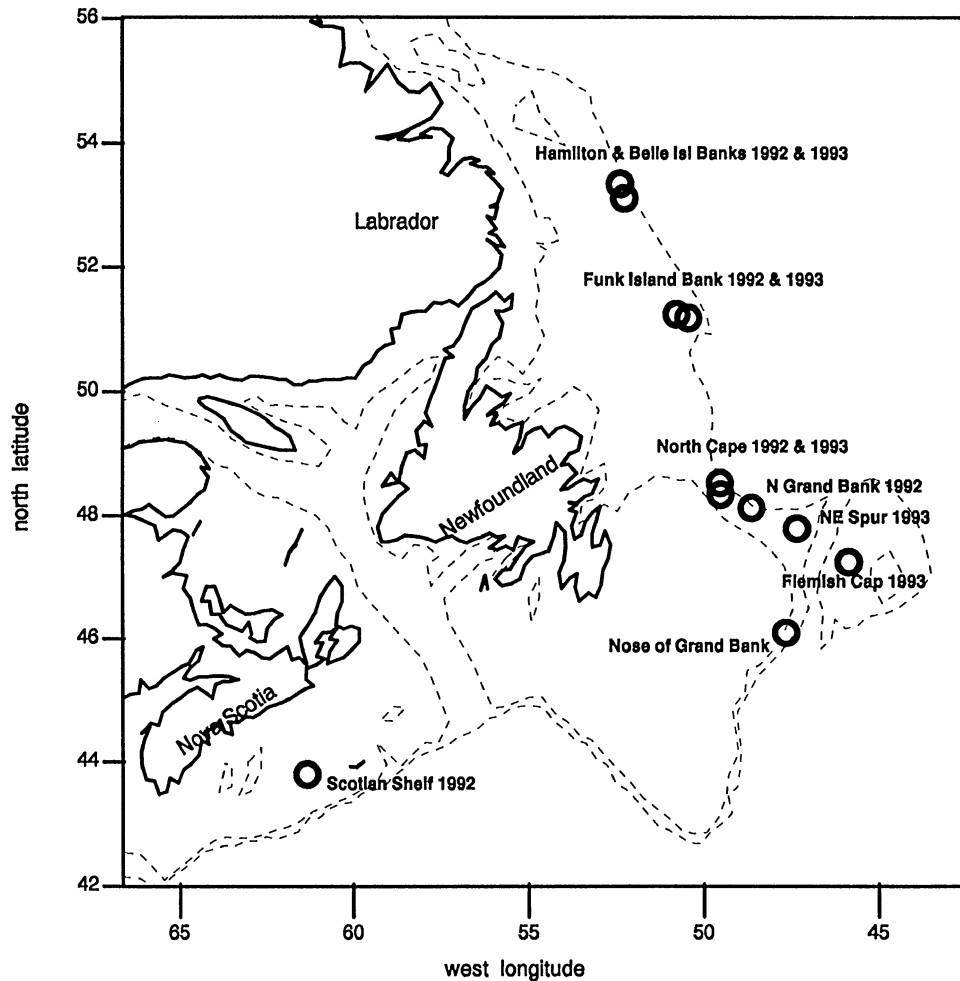 56
54
Hamilton & Belle Isl Banks 1992 & 1993
Labrador
52
Funk Island Bank 1992 & 1993
50
north latitude
North Cape 1992 & 1993
N Grand Bank 1992
Newfoundland
48
NE Spur 1993
Flemish Cap 1993
46
Nose of Grand Bank
Nova Scotia
44
Scotian Shelf 1992
42
65 60 55 50 45
west longitude